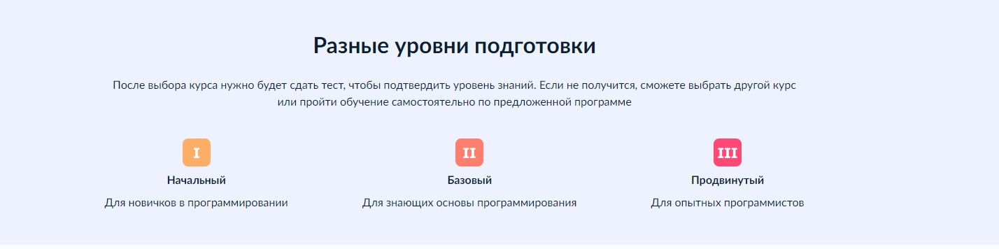 Разные уровни подготовки
После выбора курса нужно будет сдать тест, чтобы подтвердить уровень знаний. Если не получится, сможете выбрать другой курс
или пройти обучение самостоятельно по предложенной программе
I
II
III
Начальный
Базовый
Продвинутый
Для новичков в программировании
Для знающих основы программирования
Для опытных программистов